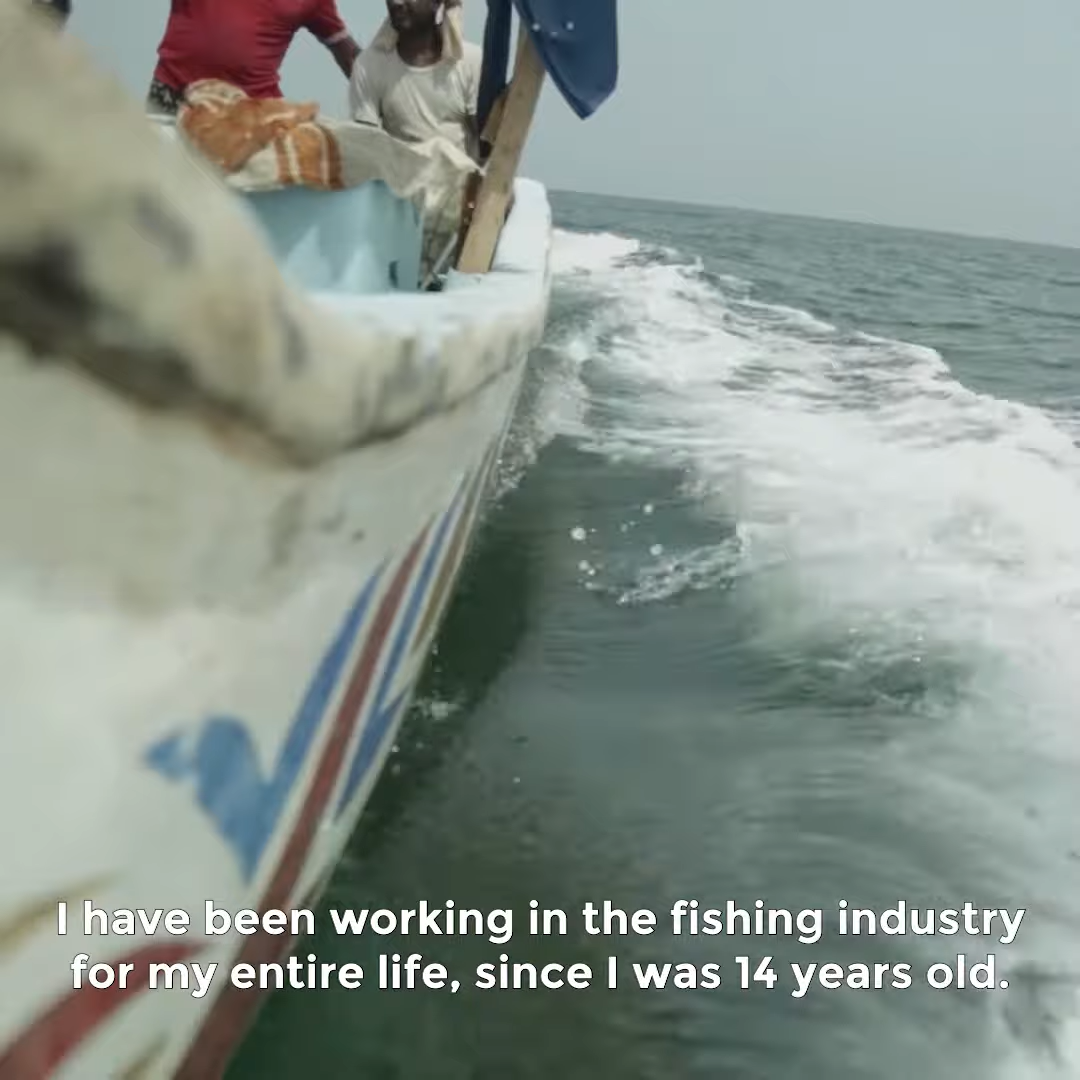 I have been working in the fishing industry
for my entire life, since I was 14 years old.